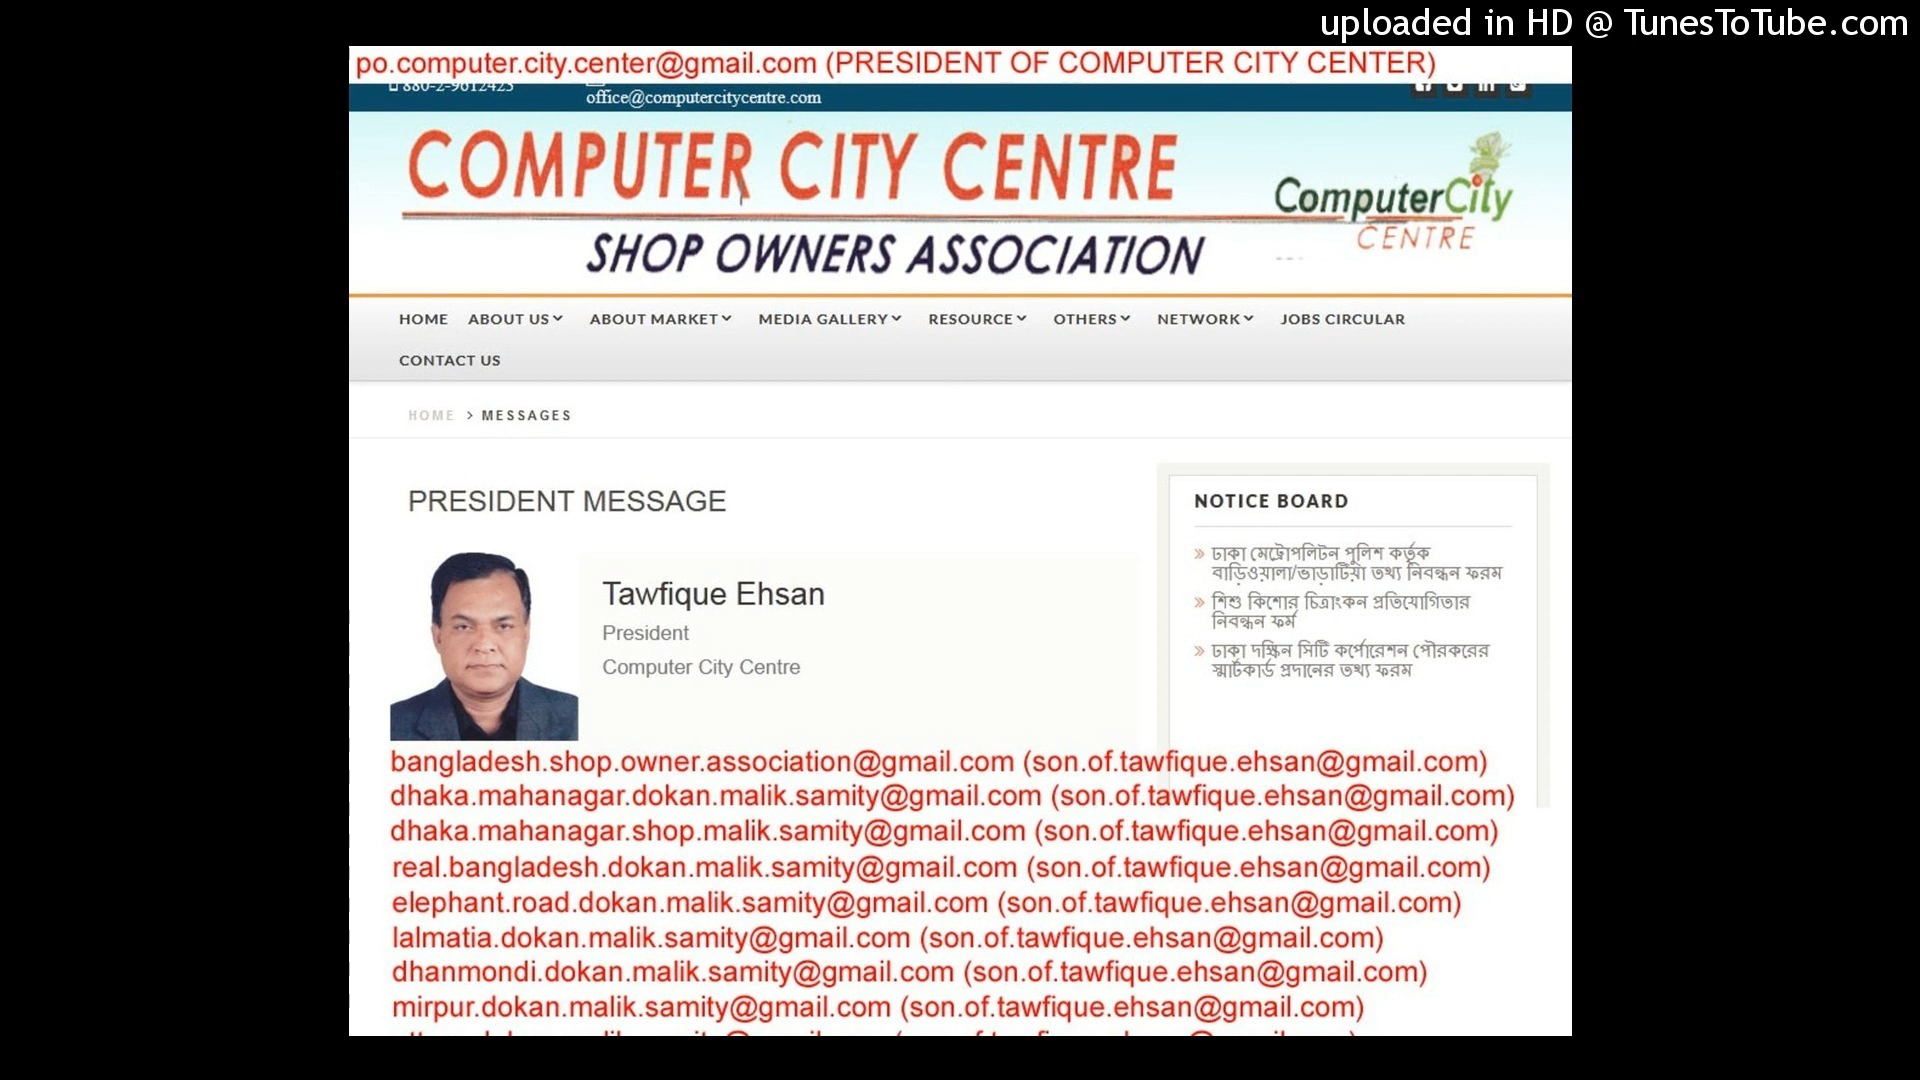 uploaded in HD @ TunesToTube.com
po.computer.city.center@gmail.com (PRESIDENT OF COMPUTER CITY CENTER)
880-2-9612423
office@computercitycentre.com
COMPUTER CITY CENTRE
SHOP OWNERS ASSOCIATION
ComputerCity
CENTRE
HOME ABOUT US ABOUT MARKET MEDIA GALLERY RESOURCE OTHERS NETWORK JOBS CIRCULAR
CONTACT US
HOME > MESSAGES
PRESIDENT MESSAGE
Tawfique Ehsan
President
Computer City Centre
NOTICE BOARD
» ঢাকা মেট্রোপলিটন পুলিশ কর্তৃক
বাড়িওয়ালা/ভাড়াটিয়া তথ্য নিবন্ধন ফরম
» শিশু কিশোর চিত্রাংকন প্রতিযোগিতার
নিবন্ধন ফর্ম
» ঢাকা দক্ষিন সিটি কর্পোরেশন পৌরকরের
স্মার্টকার্ড প্রদানের তথ্য ফরম
bangladesh.shop.owner.association@gmail.com (son.of.tawfique.ehsan@gmail.com)
dhaka.mahanagar.dokan.malik.samity@gmail.com (son.of.tawfique.ehsan@gmail.com)
dhaka.mahanagar.shop.malik.samity@gmail.com (son.of.tawfique.ehsan@gmail.com)
real.bangladesh.dokan.malik.samity@gmail.com (son.of.tawfique.ehsan@gmail.com)
elephant.road.dokan.malik.samity@gmail.com (son.of.tawfique.ehsan@gmail.com)
lalmatia.dokan.malik.samity@gmail.com (son.of.tawfique.ehsan@gmail.com)
dhanmondi.dokan.malik.samity@gmail.com (son.of.tawfique.ehsan@gmail.com)
mirpur.dokan.malik.samity@gmail.com (son.of.tawfique.ehsan@gmail.com)